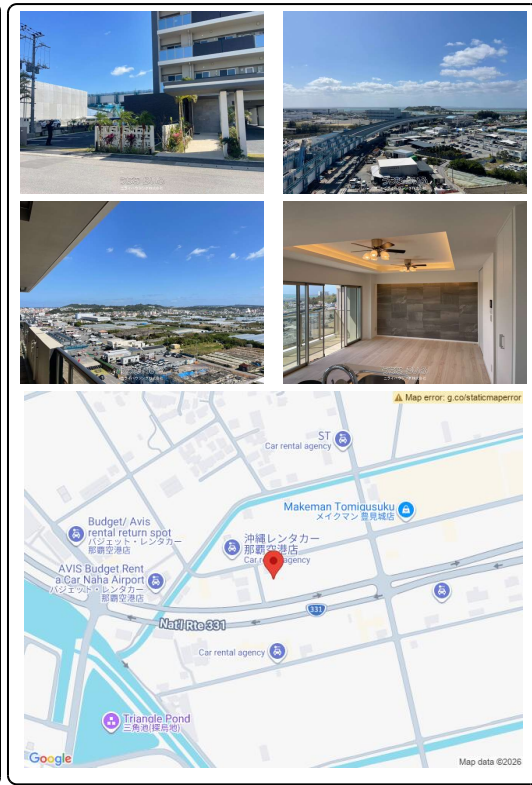 Map error: g.co/staticmaperror
ST
Car rental agency
Makeman Tomigusuku
メイクマン 豊見城店
Budget/ Avis
rental return spot
バジェット・レンタカー
那覇空港店
沖縄レンタカー
那覇空港店
Car rental agency
AVIS Budget Rent
a Car Naha Airport
バジェット・レンタカー
那覇空港店
331
Nat'l Rte 331
Car rental agency
Triangle Pond
三角池(探鳥地)
Google
Map data ©2026